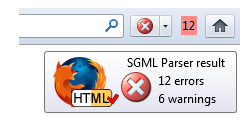 12
SGML Parser result
12 errors
6 warnings
HTML